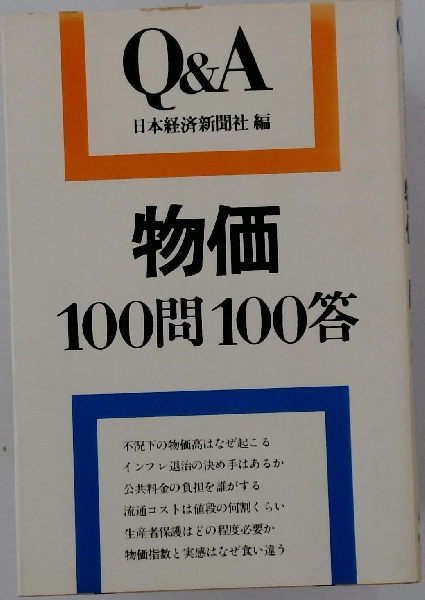 Q&A
日本経済新聞社 編
物価
100問100答
不況下の物価高はなぜ起こる
インフレ退治の決め手はあるか
公共料金の負担を誰がする
流通コストは値段の何割くらい
生産者保護はどの程度必要か
物価指数と実感はなぜ食い違う